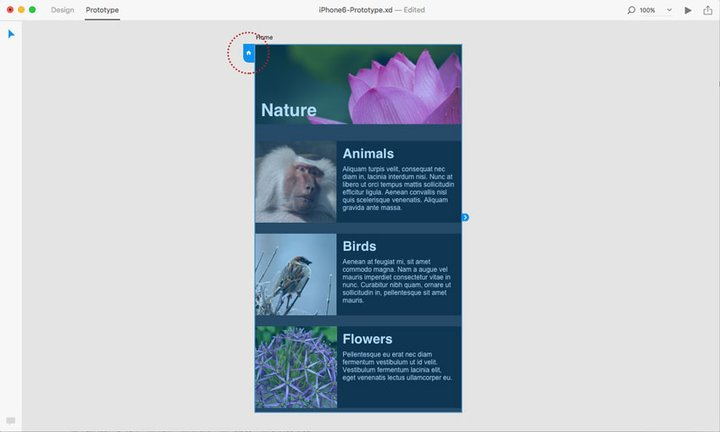 Design
Prototype
iPhone6-Prototype.xd — Edited
100%
Home
Nature
Animals
Aliquam turpis velit, consequat nec
diam in, lacinia interdum nisi. Nunc at
libero ut orci tempus mattis sollicitudin
efficitur ligula. Aenean convallis nisl
quis scelerisque venenatis. Aliquam
gravida ante massa.
Birds
Aenean at feugiat mi, sit amet
commodo magna. Nam a augue vel
mauris imperdiet consectetur vitae in
nunc. Curabitur nibh quam, ornare ut
sollicitudin in, pellentesque sit amet
mauris.
Flowers
Pellentesque eu erat nec diam
fermentum vestibulum ut id velit.
Vestibulum fermentum lacinia elit,
eget venenatis lectus ullamcorper eu.